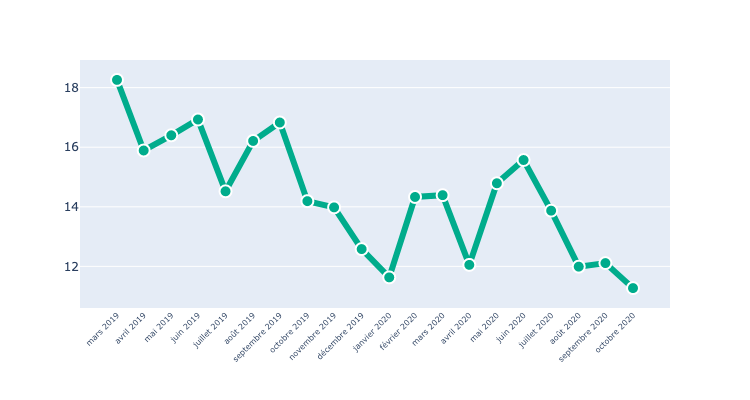 18
16
14
12
mars 2019
avril 2019
mai 2019
juin 2019
juillet 2019
août 2019
septembre 2019
octobre 2019
novembre 2019
décembre 2019
janvier 2020
février 2020
mars 2020
avril 2020
mai 2020
juin 2020
juillet 2020
août 2020
septembre 2020
octobre 2020